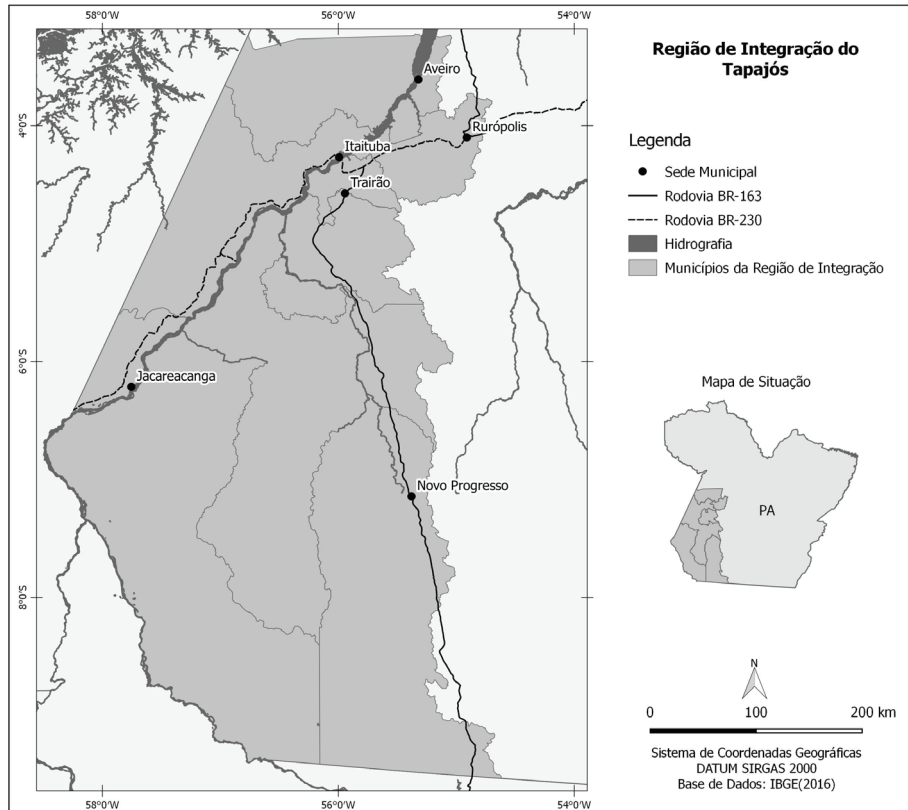 58°0'W
56°0'W
54°0'W
4°0'S
6°0'S
8°0'S
Aveiro
Rurópolis
Itaituba
Trairão
Jacareacanga
Novo Progresso
58°0'W
56°0'W
54°0'W
Região de Integração do
Tapajós
Legenda
Sede Municipal
Rodovia BR-163
Rodovia BR-230
Hidrografia
Municípios da Região de Integração
Mapa de Situação
PA
N
0 100 200 km
Sistema de Coordenadas Geográficas
DATUM SIRGAS 2000
Base de Dados: IBGE(2016)